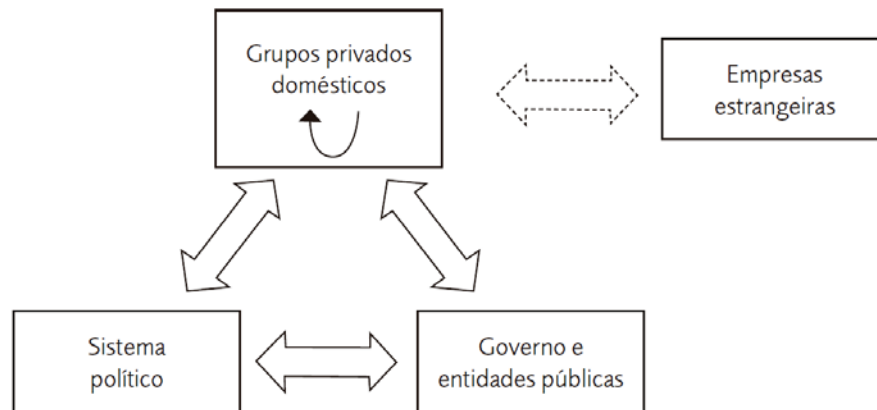 Grupos privados
domésticos
Empresas
estrangeiras
Sistema
político
Governo e
entidades públicas